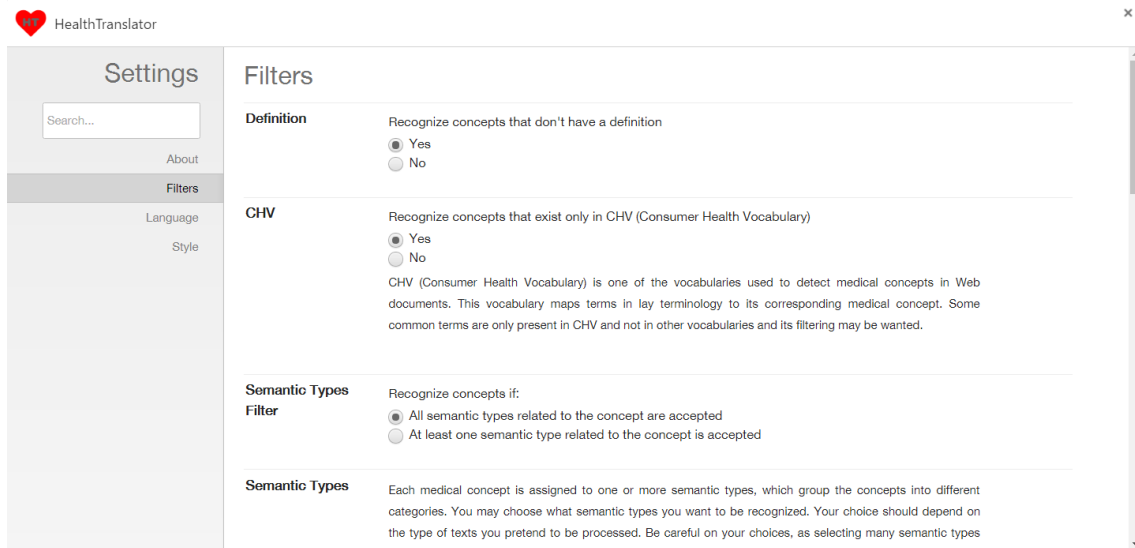 HT HealthTranslator
×
Settings
Search...
About
Filters
Language
Style
Filters
Definition
Recognize concepts that don't have a definition
Yes
No
CHV
Recognize concepts that exist only in CHV (Consumer Health Vocabulary)
Yes
No
CHV (Consumer Health Vocabulary) is one of the vocabularies used to detect medical concepts in Web
documents. This vocabulary maps terms in lay terminology to its corresponding medical concept. Some
common terms are only present in CHV and not in other vocabularies and its filtering may be wanted.
Semantic Types
Filter
Recognize concepts if:
All semantic types related to the concept are accepted
At least one semantic type related to the concept is accepted
Semantic Types
Each medical concept is assigned to one or more semantic types, which group the concepts into different
categories. You may choose what semantic types you want to be recognized. Your choice should depend on
the type of texts you pretend to be processed. Be careful on your choices, as selecting many semantic types